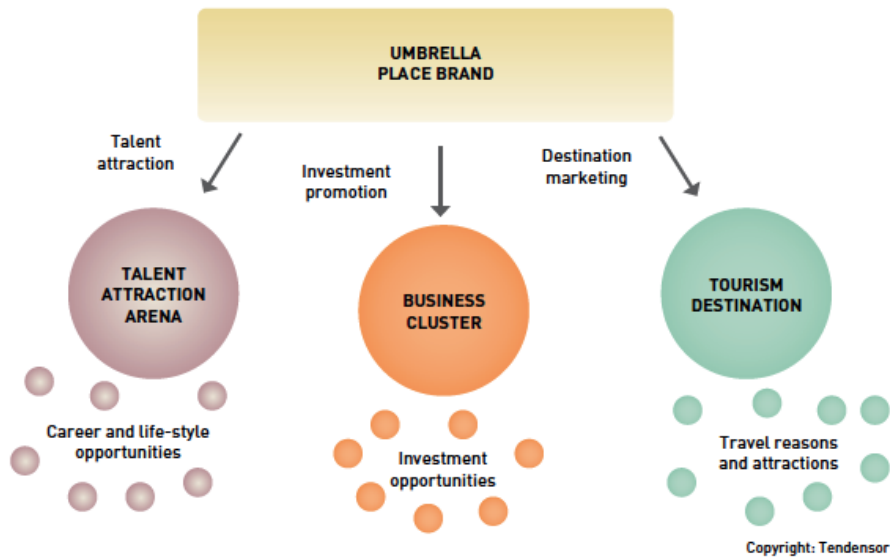 UMBRELLA
PLACE BRAND
Talent
attraction
Investment
promotion
Destination
marketing
TALENT
ATTRACTION
ARENA
BUSINESS
CLUSTER
TOURISM
DESTINATION
Career and life-style
opportunities
Investment
opportunities
Travel reasons
and attractions
Copyright: Tendensor